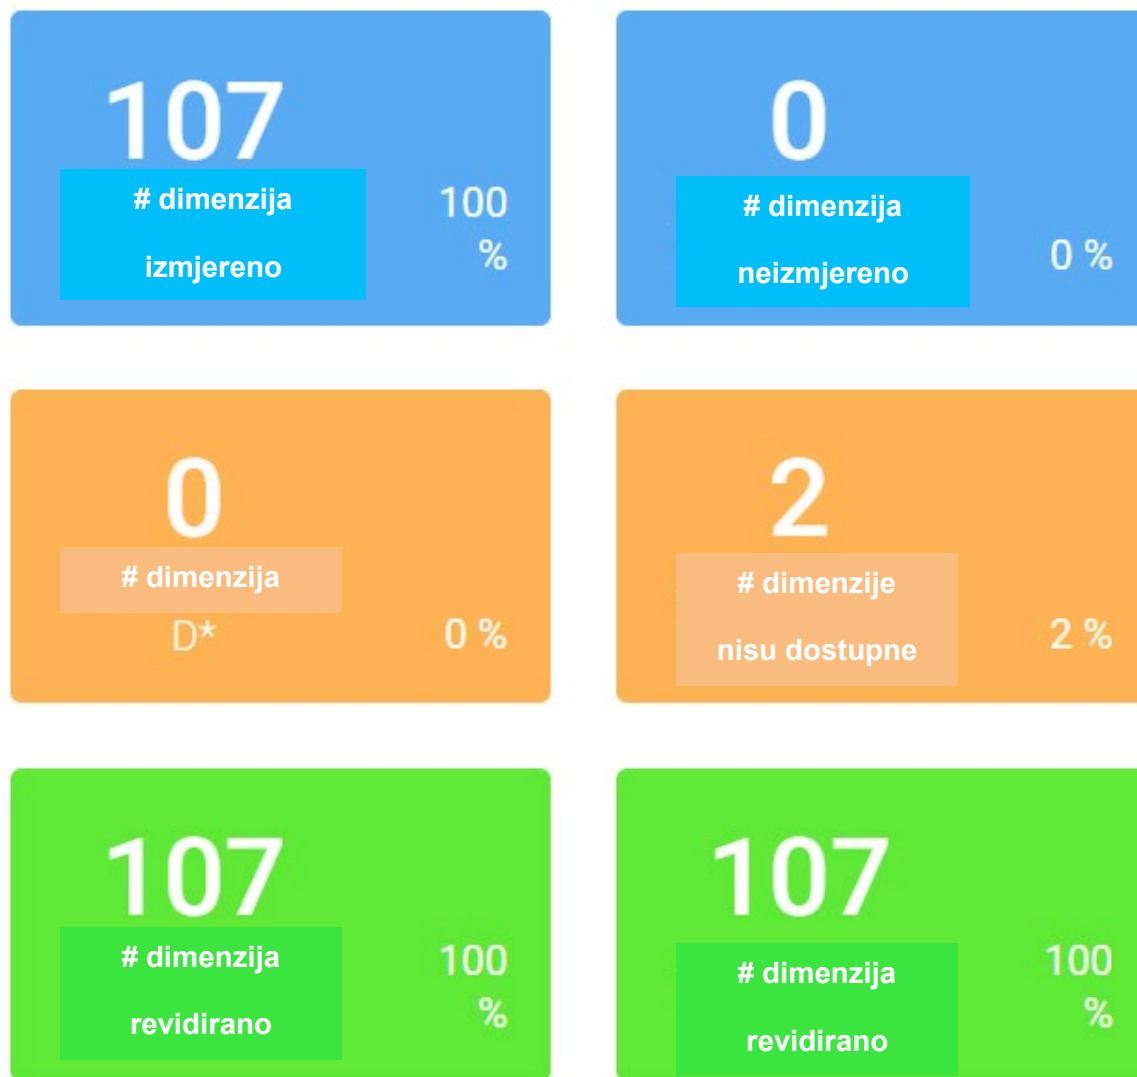 107
# dimenzija
izmjereno
100
%
0
# dimenzija
neizmjereno
0 %
0
# dimenzija
D*
0 %
2
# dimenzije
nisu dostupne
2 %
107
# dimenzija
revidirano
100
%
107
# dimenzija
revidirano
100
%